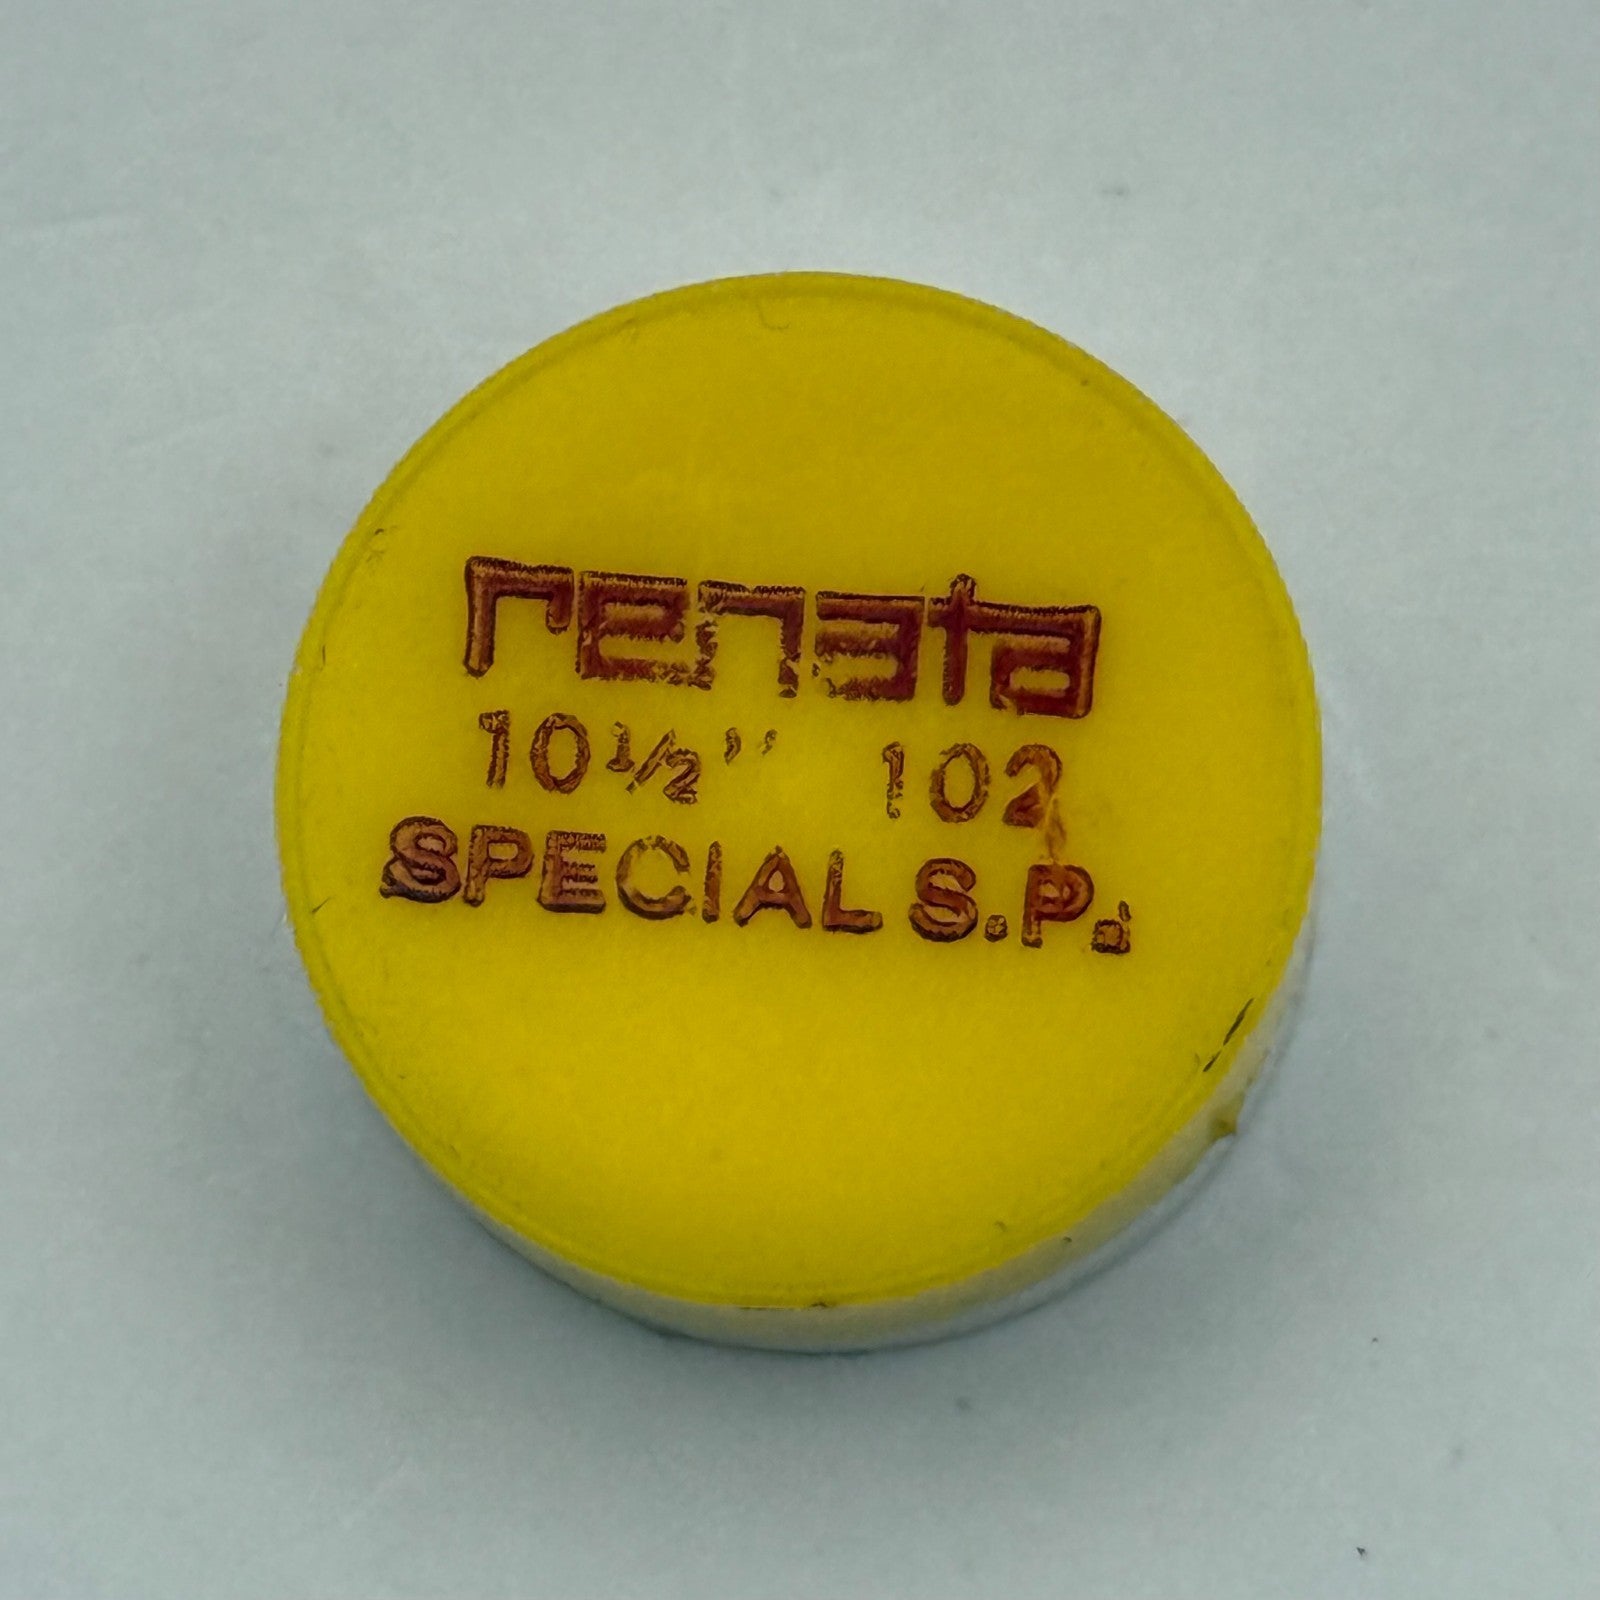 renata
10½" 102
SPECIAL S.P.